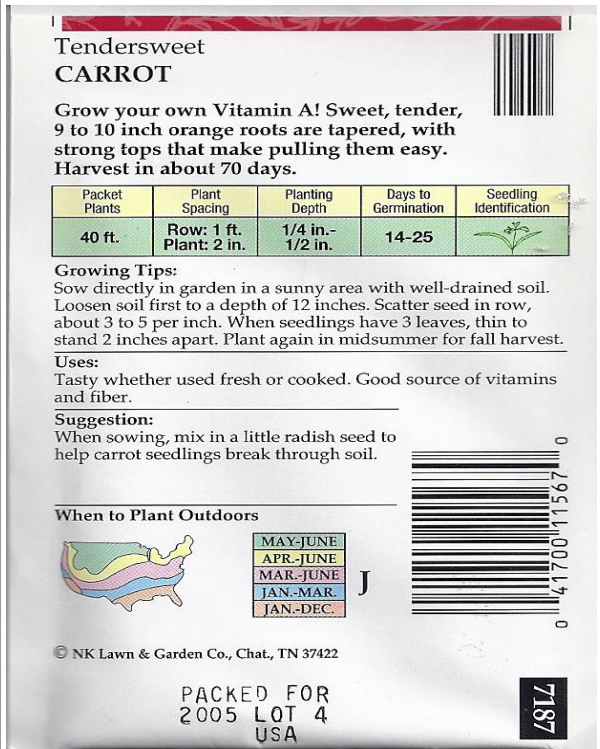 Tendersweet
CARROT
Grow your own Vitamin A! Sweet, tender,
9 to 10 inch orange roots are tapered, with
strong tops that make pulling them easy.
Harvest in about 70 days.
Packet Plants | Plant Spacing | Planting Depth | Days to Germination | Seedling Identification
40 ft. | Row: 1 ft. Plant: 2 in. | 1/4 in.- 1/2 in. | 14-25
Growing Tips:
Sow directly in garden in a sunny area with well-drained soil.
Loosen soil first to a depth of 12 inches. Scatter seed in row,
about 3 to 5 per inch. When seedlings have 3 leaves, thin to
stand 2 inches apart. Plant again in midsummer for fall harvest.
Uses:
Tasty whether used fresh or cooked. Good source of vitamins
and fiber.
Suggestion:
When sowing, mix in a little radish seed to
help carrot seedlings break through soil.
When to Plant Outdoors
MAY-JUNE
APR.-JUNE
MAR.-JUNE
JAN.-MAR.
JAN.-DEC.
J
0 41700 11567 0
© NK Lawn & Garden Co., Chat., TN 37422
PACKED FOR
2005 LOT 4
USA
7187